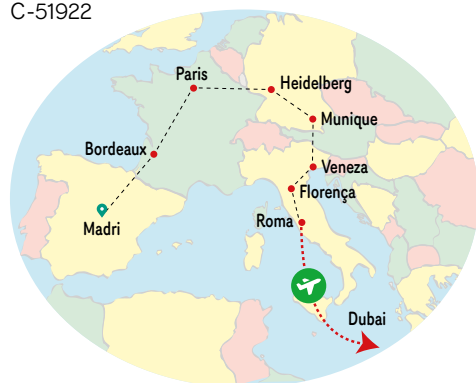 C-51922
Paris
Heidelberg
Munique
Bordeaux
Veneza
Florença
Madri
Roma
Dubai